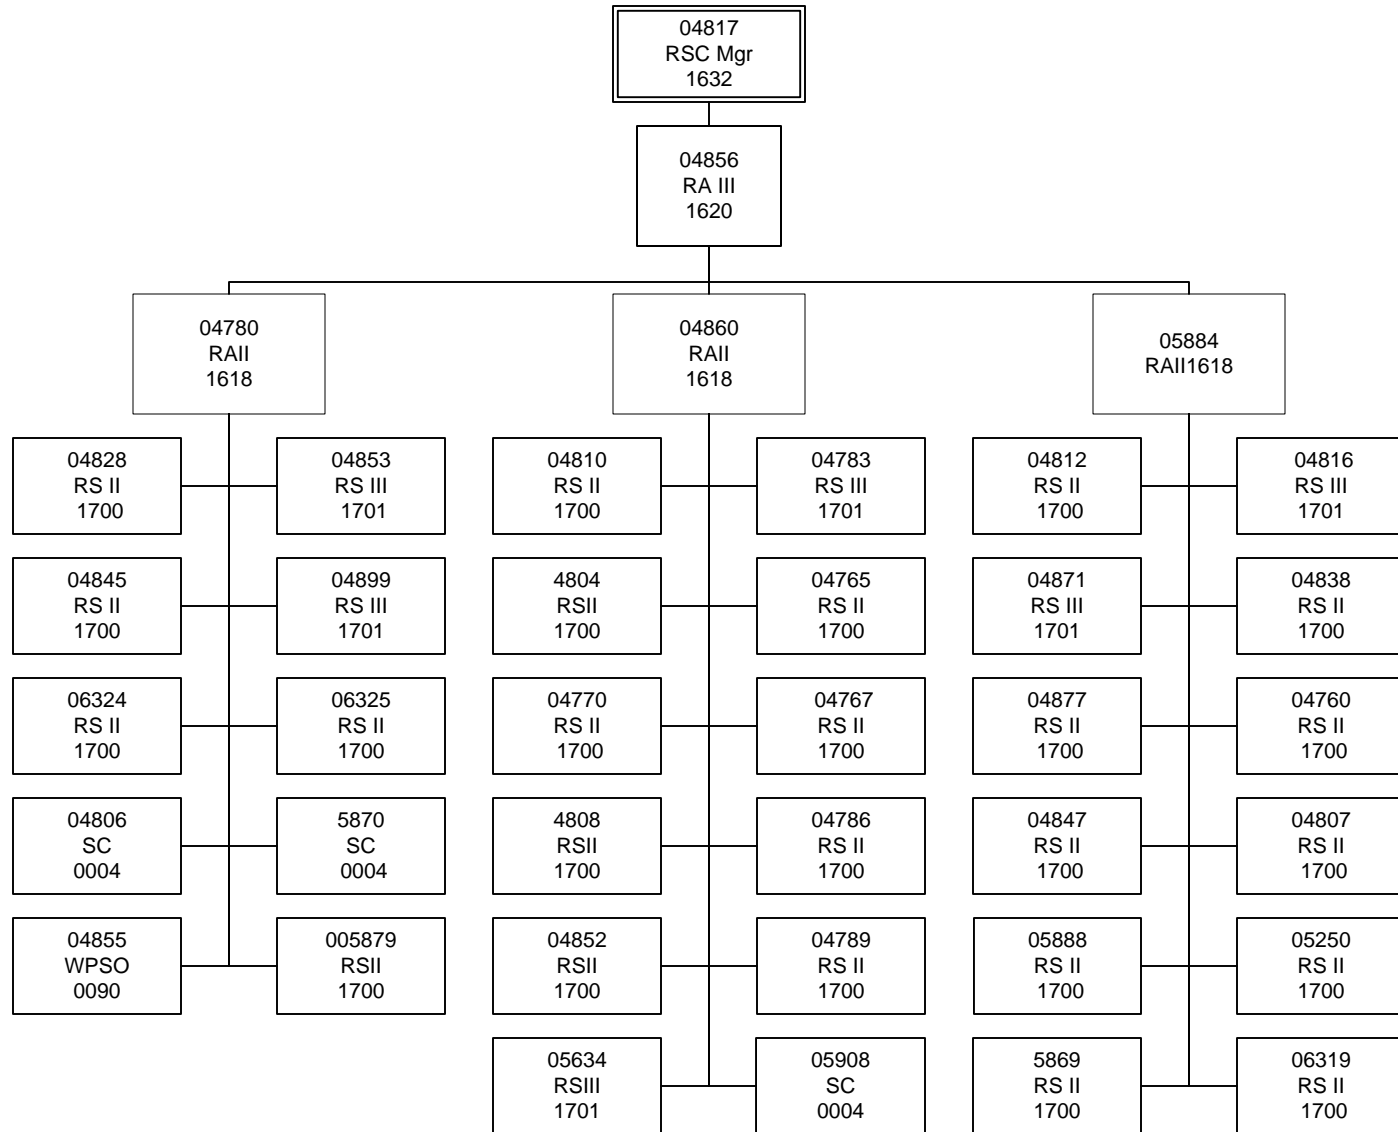 04817
RSC Mgr
1632
04856
RA III
1620
04780
RAII
1618
04860
RAII
1618
05884
RAII1618
04828
RS II
1700
04853
RS III
1701
04810
RS II
1700
04783
RS III
1701
04812
RS II
1700
04816
RS III
1701
04845
RS II
1700
04899
RS III
1701
4804
RSII
1700
04765
RS II
1700
04871
RS III
1701
04838
RS II
1700
06324
RS II
1700
06325
RS II
1700
04770
RS II
1700
04767
RS II
1700
04877
RS II
1700
04760
RS II
1700
04806
SC
0004
5870
SC
0004
4808
RSII
1700
04786
RS II
1700
04847
RS II
1700
04807
RS II
1700
04855
WPSO
0090
005879
RSII
1700
04852
RSII
1700
04789
RS II
1700
05888
RS II
1700
05250
RS II
1700
05634
RSIII
1701
05908
SC
0004
5869
RS II
1700
06319
RS II
1700